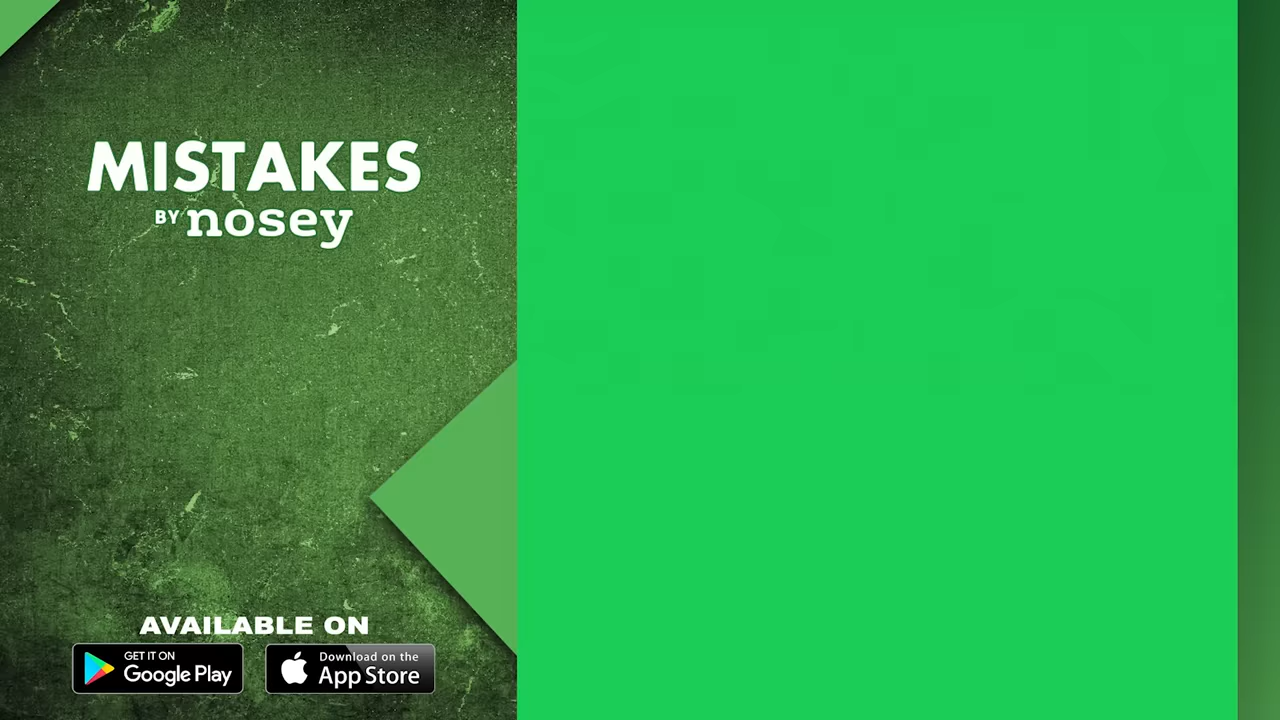 MISTAKES
BY nosey
AVAILABLE ON
GET IT ON
Google Play
Download on the
App Store